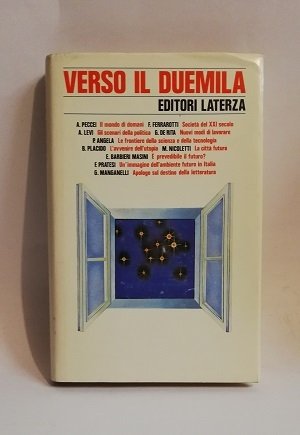 VERSO IL DUEMILA
EDITORI LATERZA
A. PECCEI Il mondo di domani F. FERRAROTTI Società del XXI secolo
A. LEVI Gli scenari della politica G. DE RITA Nuovi modi di lavorare
P. ANGELA Le frontiere della scienza e della tecnologia
B. PLACIDO L'avvenire dell'utopia M. NICOLETTI La città futura
E. BARBIERI MASINI È prevedibile il futuro?
F. PRATESI Un'immagine dell'ambiente futuro in Italia
G. MANGANELLI Apologo sul destino della letteratura